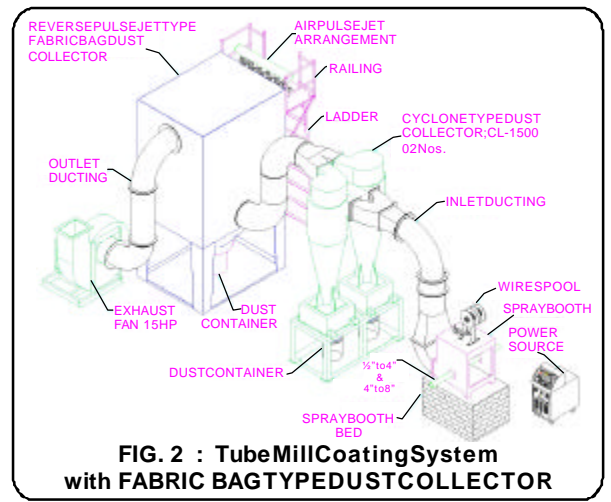 REVERSEPULSEJETTYPE
FABRICBAGDUST
COLLECTOR
AIRPULSEJET
ARRANGEMENT
RAILING
LADDER
CYCLONETYPEDUST
COLLECTOR;CL-1500
02Nos.
OUTLET
DUCTING
INLETDUCTING
WIRESPOOL
SPRAYBOOTH
POWER
SOURCE
EXHAUST
FAN 15HP
DUST
CONTAINER
DUSTCONTAINER
½"to4"
&
4"to8"
SPRAYBOOTH
BED
FIG. 2 : TubeMillCoatingSystem
with FABRIC BAGTYPEDUSTCOLLECTOR